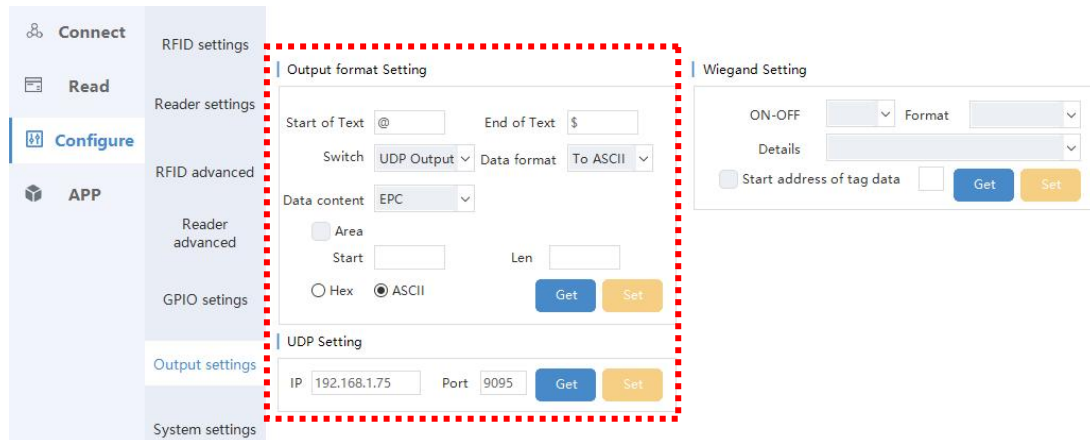 Connect
Read
Configure
APP
RFID settings
Reader settings
RFID advanced
Reader
advanced
GPIO setings
Output settings
System settings
Output format Setting
Start of Text @ End of Text $
Switch UDP Output Data format To ASCII
Data content EPC
Area
Start Len
Hex ASCII Get Set
UDP Setting
IP 192.168.1.75 Port 9095 Get Set
Wiegand Setting
ON-OFF Format
Details
Start address of tag data Get Set